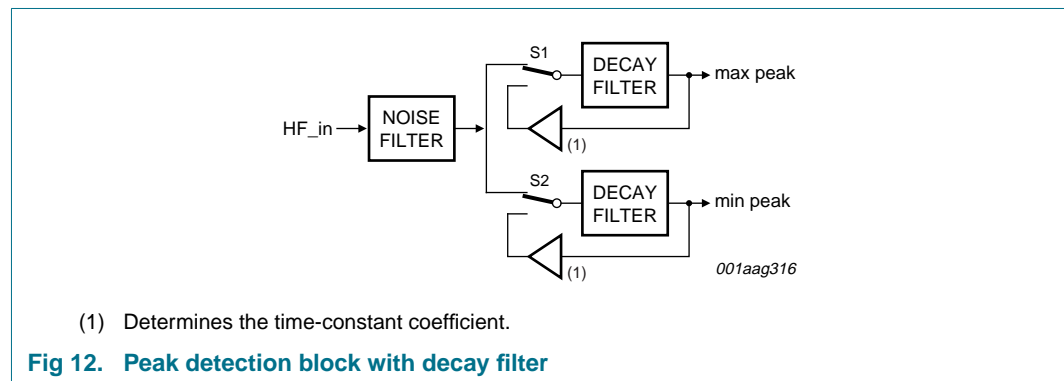 S1
DECAY
FILTER
max peak
HF_in
NOISE
FILTER
(1)
S2
DECAY
FILTER
min peak
(1)
001aag316
(1) Determines the time-constant coefficient.
Fig 12. Peak detection block with decay filter